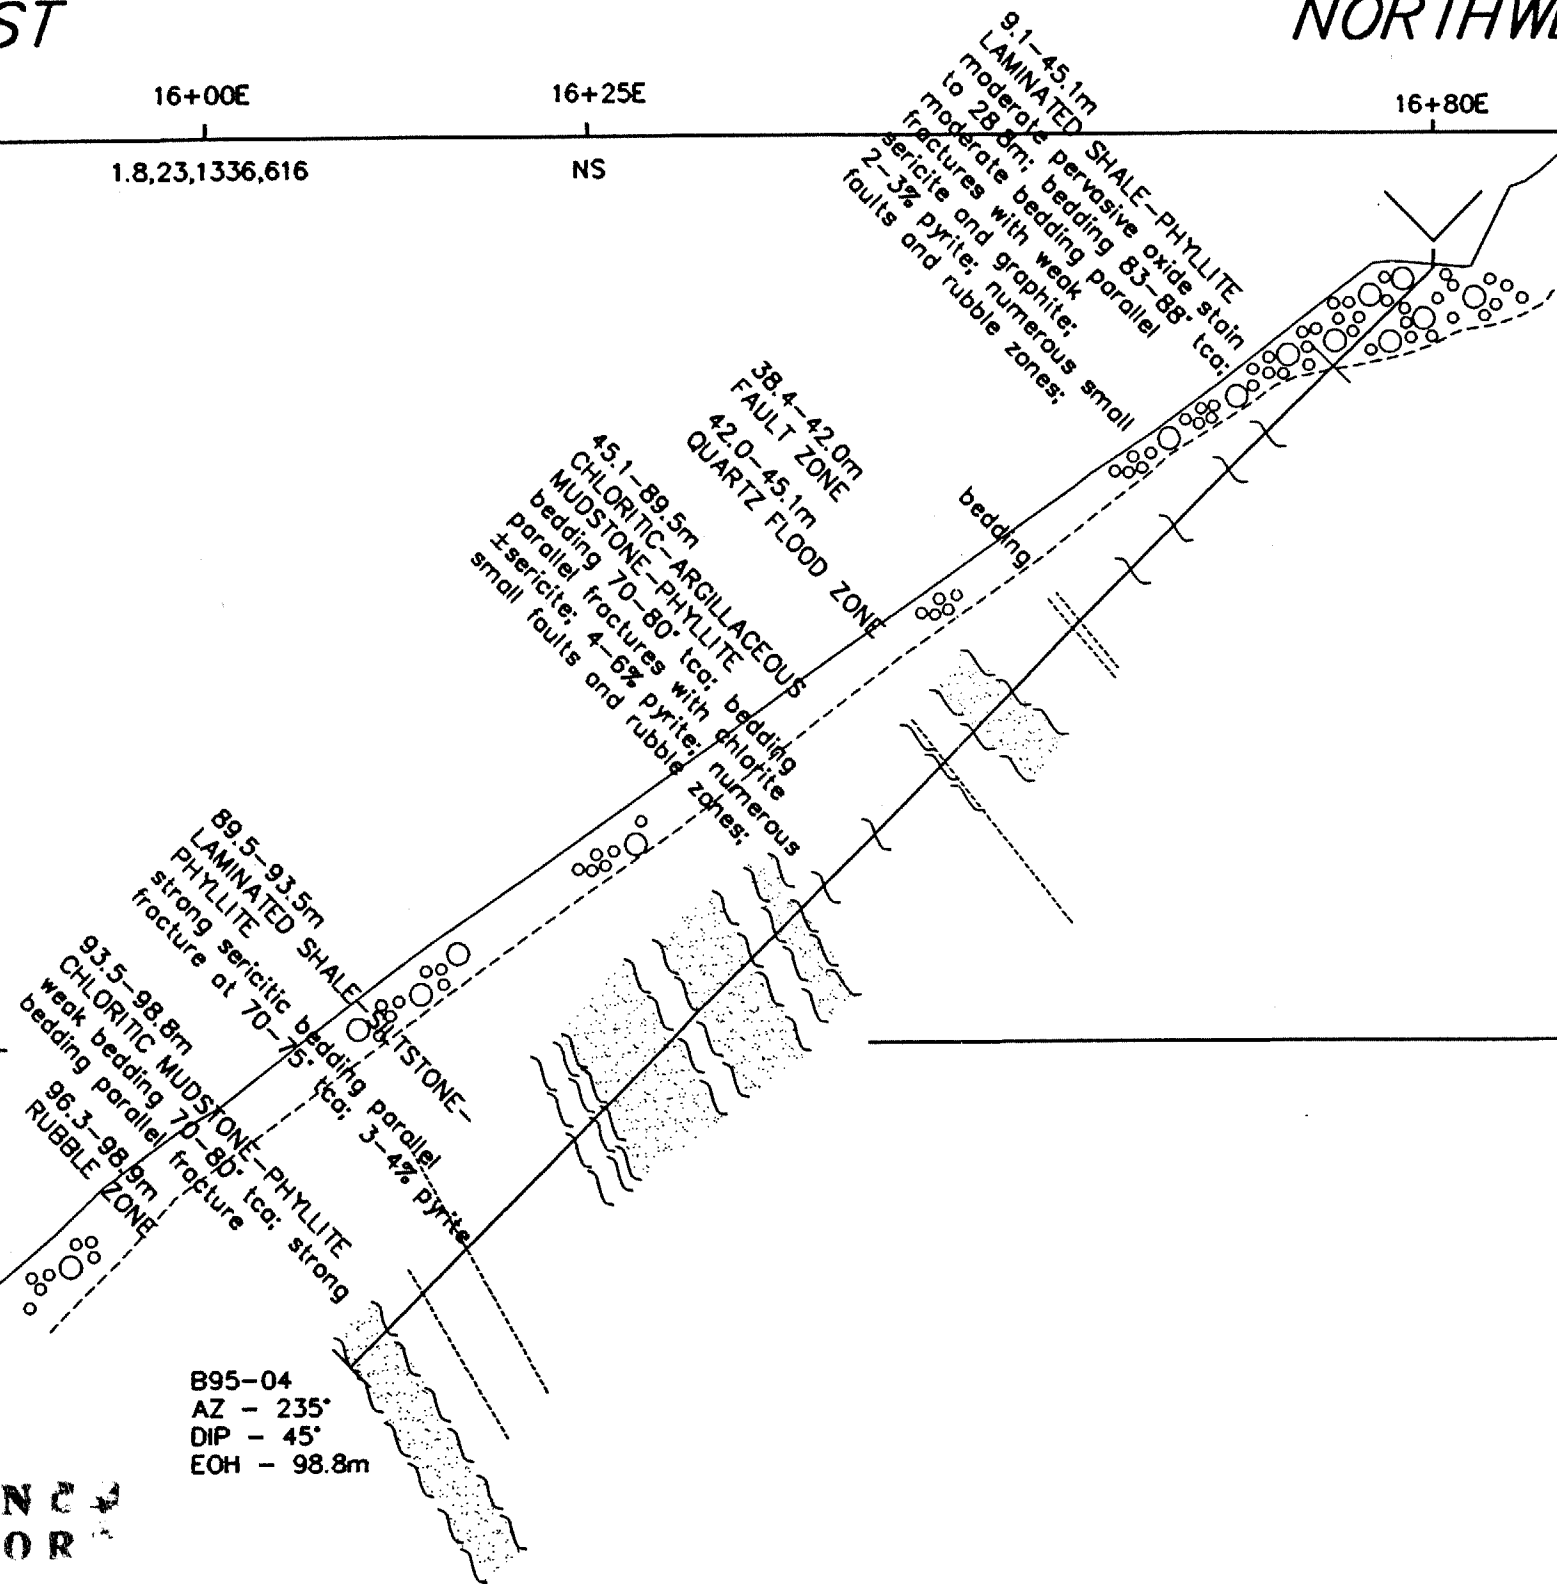 16+00E
16+25E
16+80E
1.8,23,1336,616
NS
9.1-45.1m
LAMINATED SHALE-PHYLLITE
moderate pervasive oxide stain
to 28.8m; bedding 83-88° tca;
moderate bedding parallel
fractures with weak
sericite and graphite;
2-3% pyrite; numerous small
faults and rubble zones;
38.4-42.0m
FAULT ZONE
42.0-45.1m
QUARTZ FLOOD ZONE
bedding
45.1-89.5m
CHLORITIC-ARGILLACEOUS
MUDSTONE-PHYLLITE
bedding 70-80° tca; bedding
parallel fractures with chlorite
±sericite; 4-6% pyrite; numerous
small faults and rubble zones;
89.5-93.5m
LAMINATED SHALE-SILTSTONE-
PHYLLITE
strong sericitic bedding parallel
fracture at 70-75° tca; 3-4% pyrite
93.5-98.8m
CHLORITIC MUDSTONE-PHYLLITE
weak bedding 70-80° tca; strong
bedding parallel fracture
96.3-98.9m
RUBBLE ZONE
B95-04
AZ - 235°
DIP - 45°
EOH - 98.8m